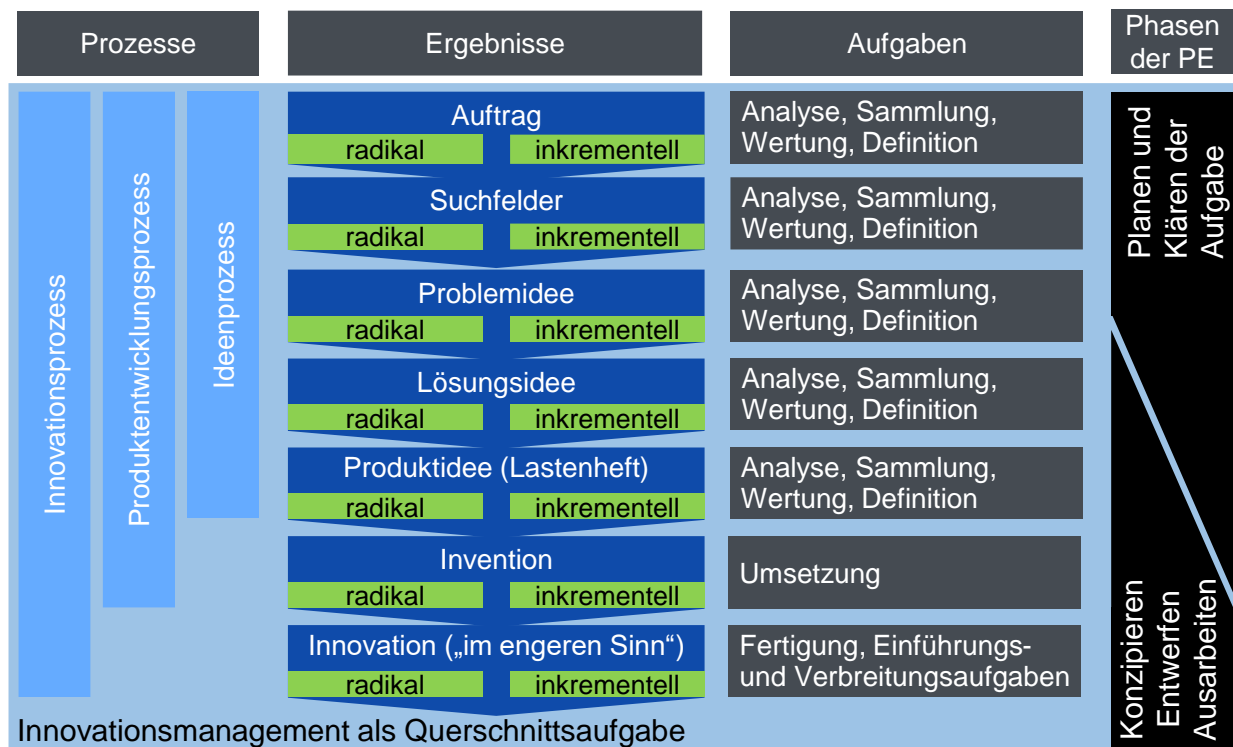 Prozesse
Ergebnisse
Aufgaben
Phasen
der PE
Innovationsprozess
Produktentwicklungsprozess
Ideenprozess
Auftrag
radikal
inkrementell
Analyse, Sammlung,
Wertung, Definition
Suchfelder
radikal
inkrementell
Analyse, Sammlung,
Wertung, Definition
Problemidee
radikal
inkrementell
Analyse, Sammlung,
Wertung, Definition
Lösungsidee
radikal
inkrementell
Analyse, Sammlung,
Wertung, Definition
Produktidee (Lastenheft)
radikal
inkrementell
Analyse, Sammlung,
Wertung, Definition
Invention
radikal
inkrementell
Umsetzung
Innovation („im engeren Sinn“)
radikal
inkrementell
Fertigung, Einführungs-
und Verbreitungsaufgaben
Planen und
Klären der
Aufgabe
Konzipieren
Entwerfen
Ausarbeiten
Innovationsmanagement als Querschnittsaufgabe